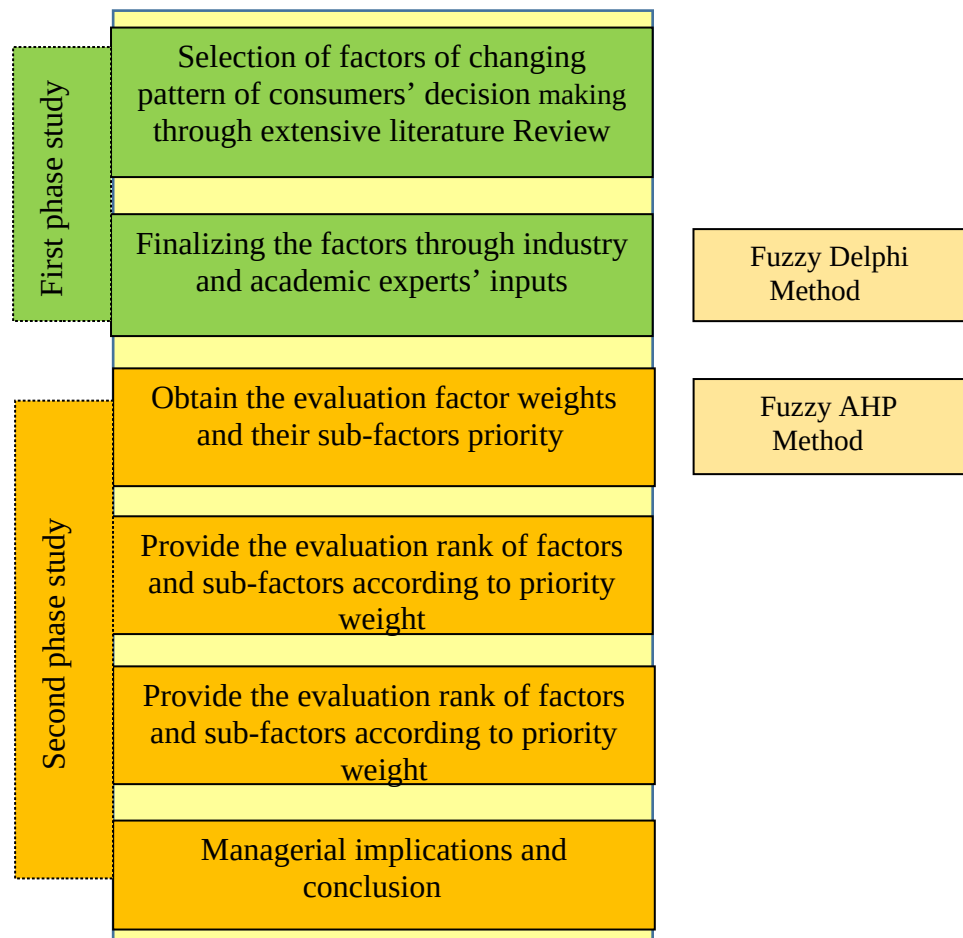 First phase study
Selection of factors of changing
pattern of consumers’ decision making
through extensive literature Review
Finalizing the factors through industry
and academic experts’ inputs
Fuzzy Delphi
Method
Second phase study
Obtain the evaluation factor weights
and their sub-factors priority
Fuzzy AHP
Method
Provide the evaluation rank of factors
and sub-factors according to priority
weight
Provide the evaluation rank of factors
and sub-factors according to priority
weight
Managerial implications and
conclusion